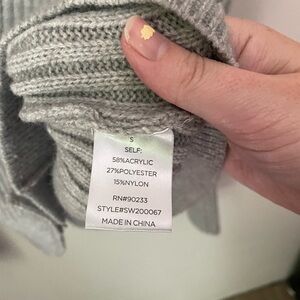 S
SELF:
58%ACRYLIC
27%POLYESTER
15%NYLON
RN#90233
STYLE#SW200067
MADE IN CHINA